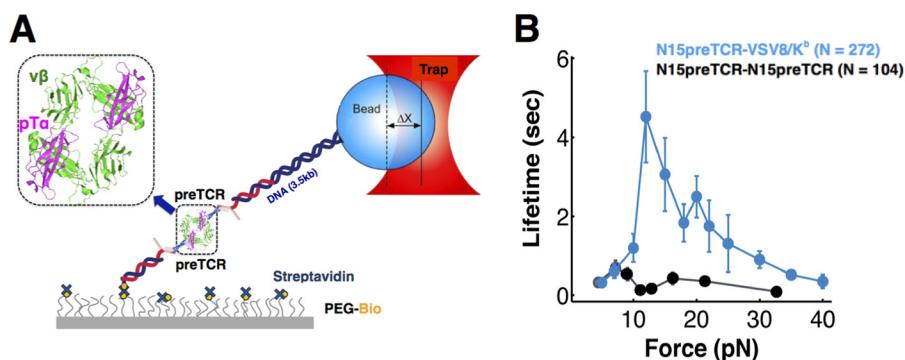 A
vβ
pTα
preTCR
preTCR
DNA (3.5kb)
Bead
ΔX
Trap
Streptavidin
PEG-Bio
B
N15preTCR-VSV8/Kᵇ (N = 272)
N15preTCR-N15preTCR (N = 104)
Lifetime (sec)
6
4
2
0
10
20
30
40
Force (pN)